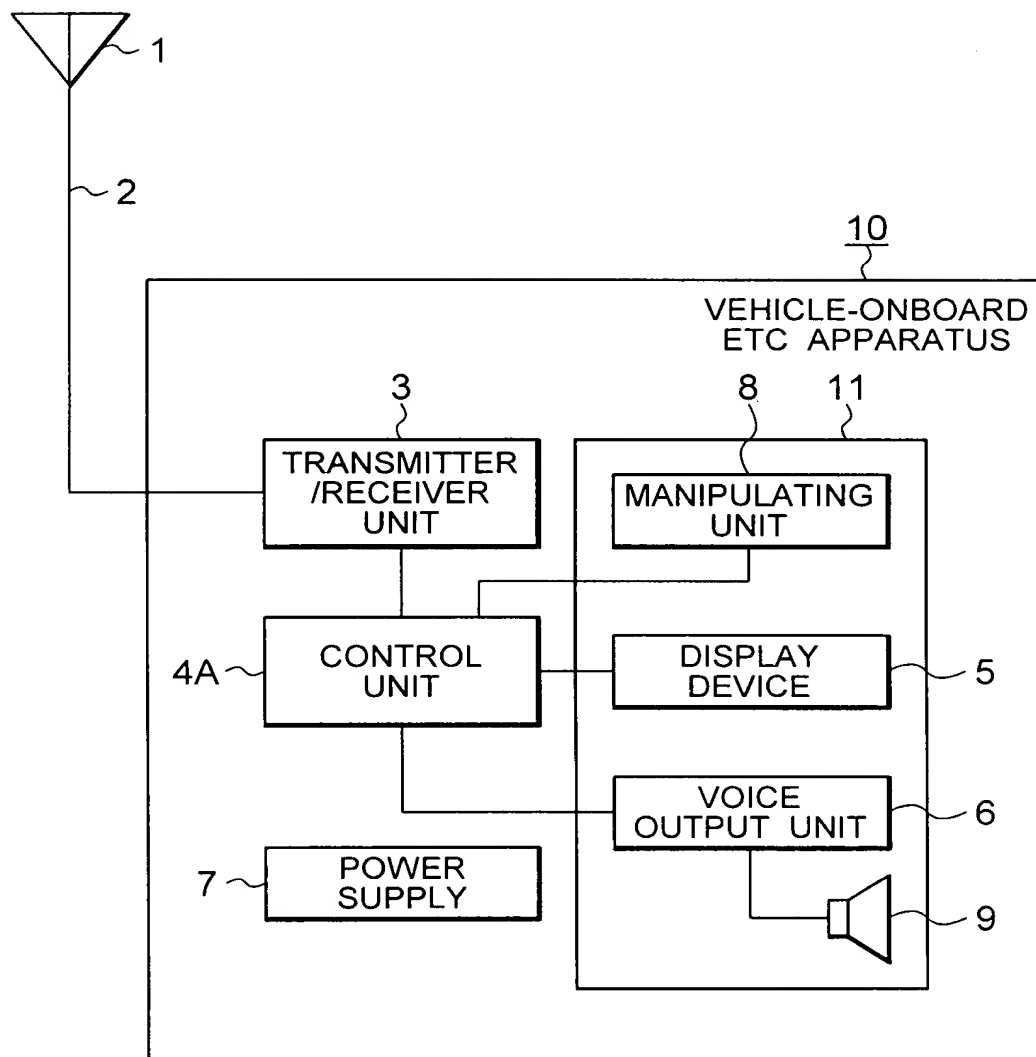 1
2
10
VEHICLE-ONBOARD
ETC APPARATUS
3
8
11
TRANSMITTER
/RECEIVER
UNIT
MANIPULATING
UNIT
4A
CONTROL
UNIT
DISPLAY
DEVICE
5
VOICE
OUTPUT UNIT
6
7
POWER
SUPPLY
9